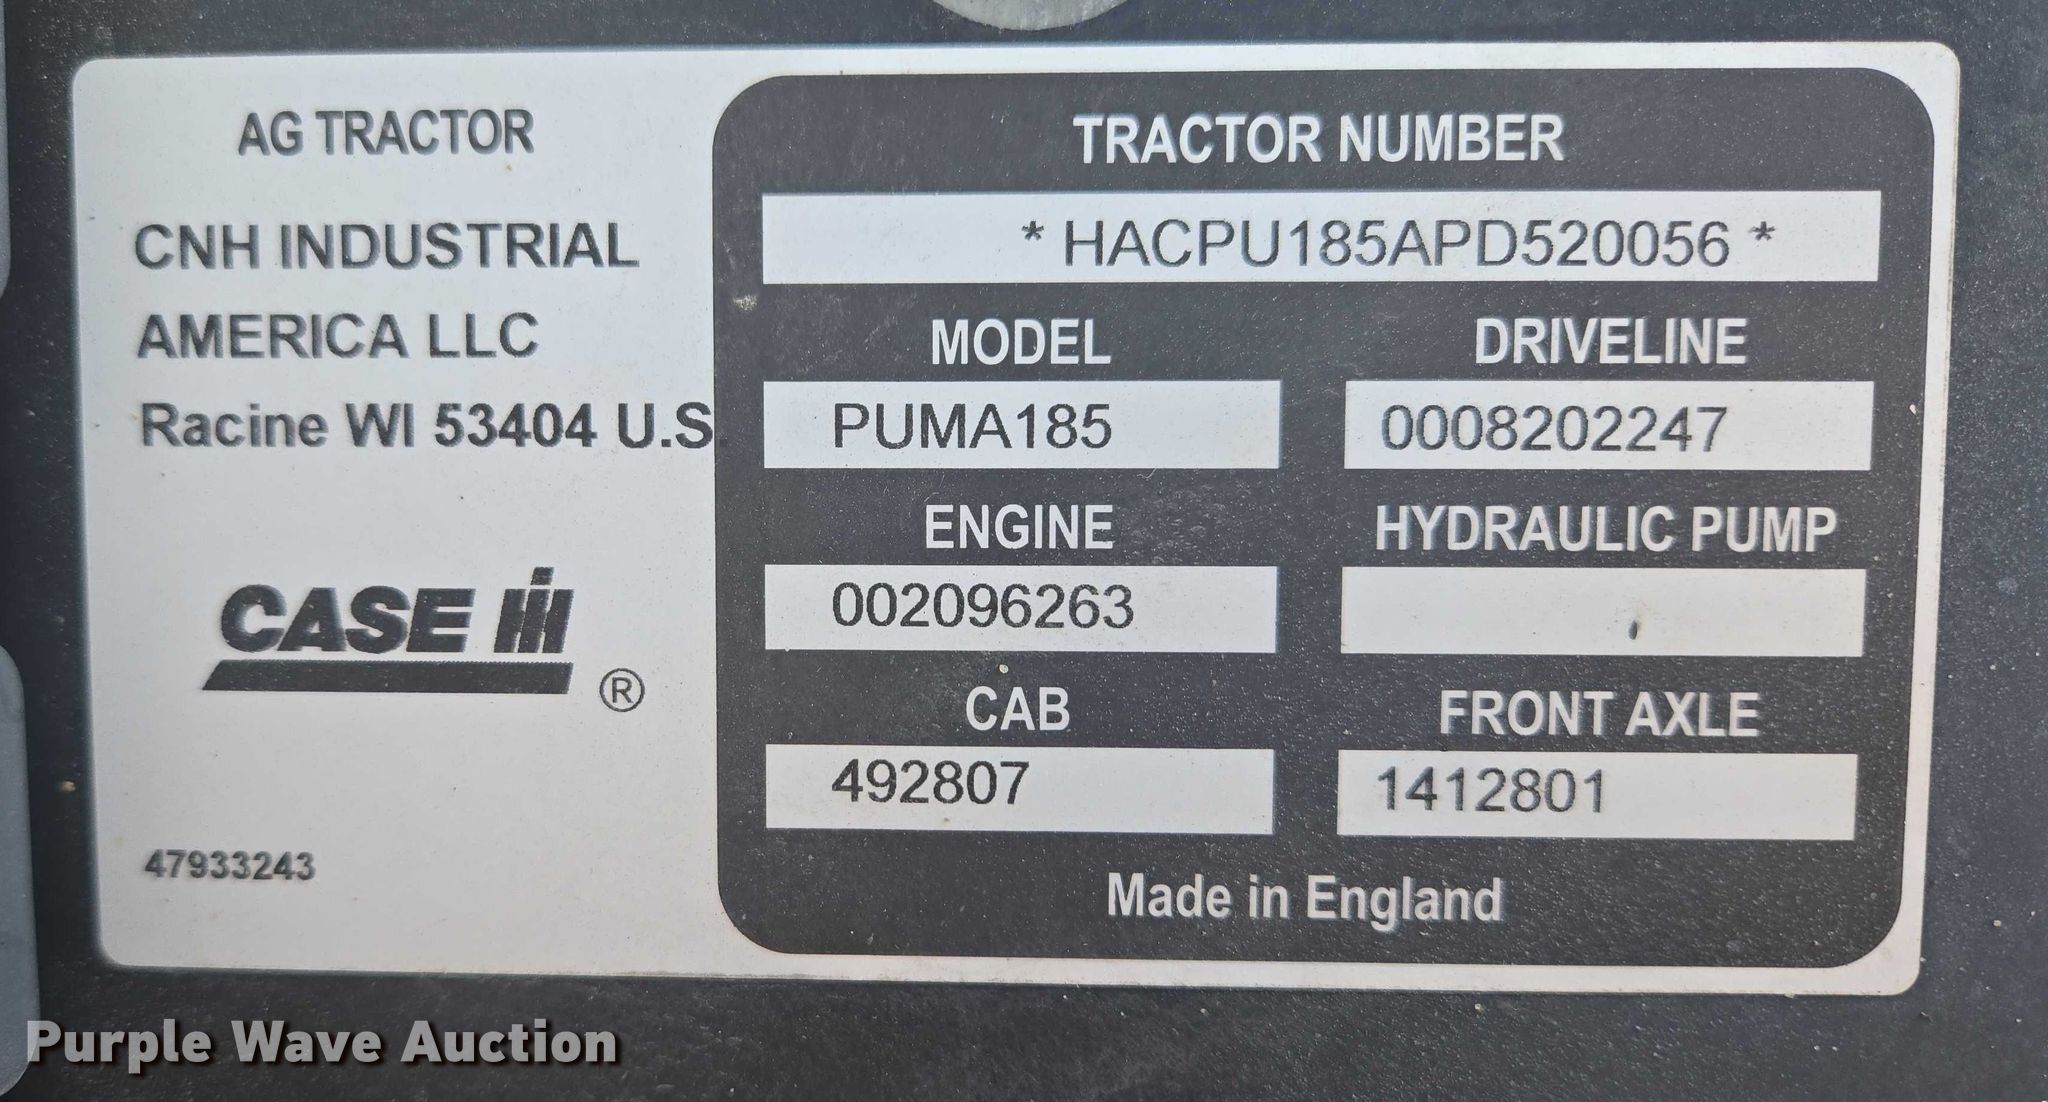 AG TRACTOR
CNH INDUSTRIAL
AMERICA LLC
Racine WI 53404 U.S
CASE IH
®
47933243
TRACTOR NUMBER
* HACPU185APD520056 *
MODEL
DRIVELINE
PUMA185
0008202247
ENGINE
HYDRAULIC PUMP
002096263
CAB
FRONT AXLE
492807
1412801
Made in England
Purple Wave Auction